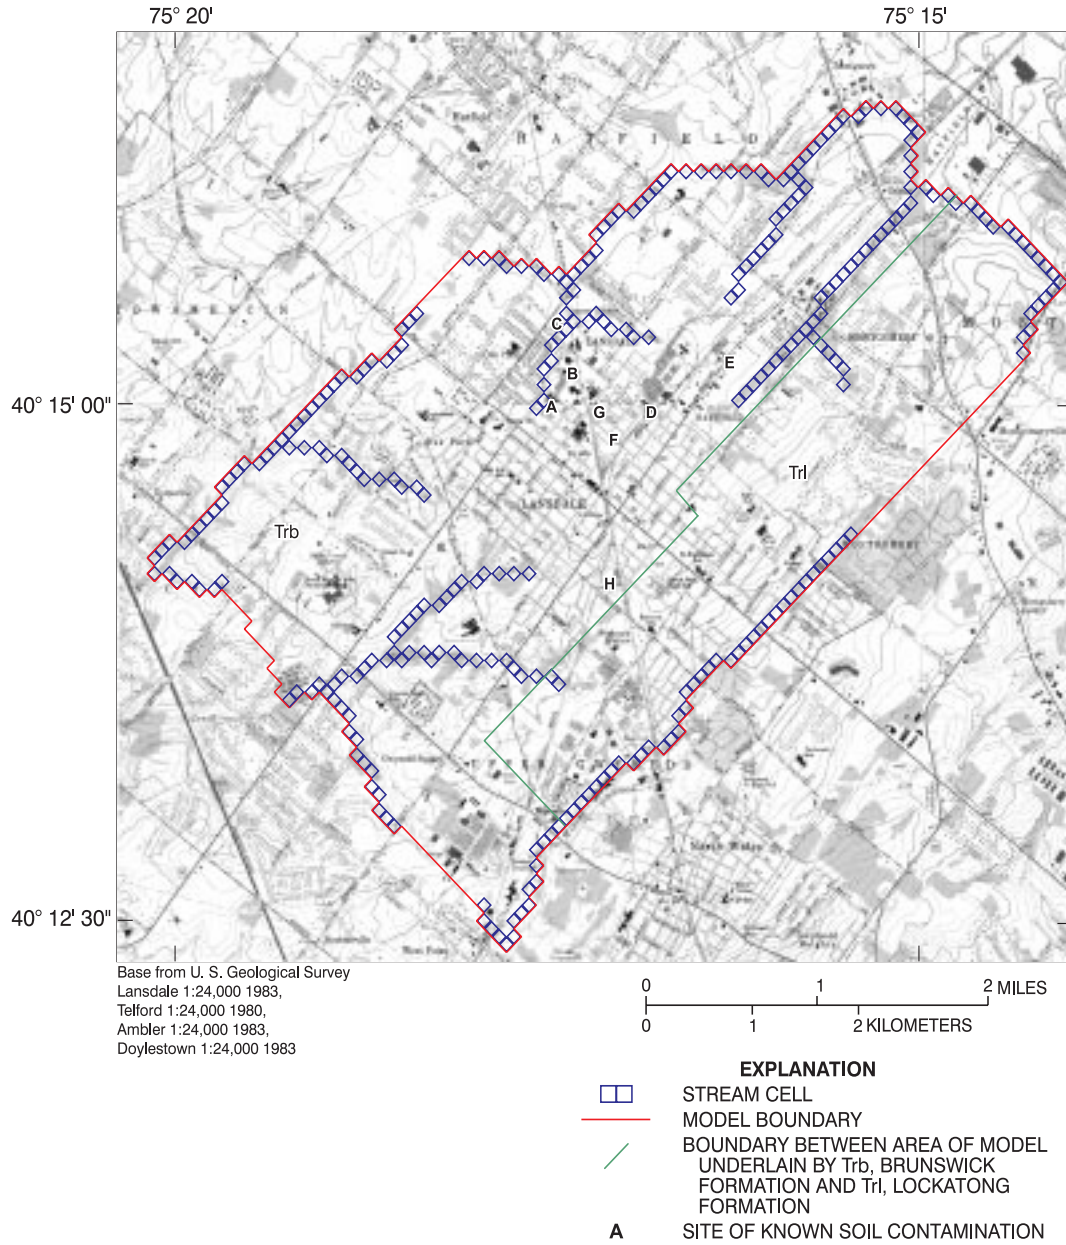 75° 20'
75° 15'
HATFIELD
C
E
B
40° 15' 00"
A
G
D
F
Trl
LANSDALE
Trb
H
40° 12' 30"
Base from U. S. Geological Survey
Lansdale 1:24,000 1983,
Telford 1:24,000 1980,
Ambler 1:24,000 1983,
Doylestown 1:24,000 1983
0 1 2 MILES
0 1 2 KILOMETERS
EXPLANATION
STREAM CELL
MODEL BOUNDARY
BOUNDARY BETWEEN AREA OF MODEL
UNDERLAIN BY Trb, BRUNSWICK
FORMATION AND Trl, LOCKATONG
FORMATION
A SITE OF KNOWN SOIL CONTAMINATION